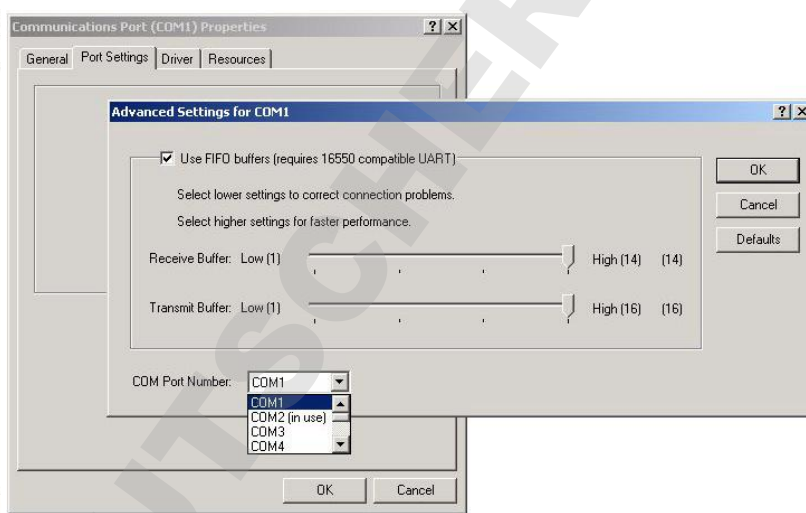 Communications Port (COM1) Properties
General Port Settings Driver Resources
Advanced Settings for COM1
Use FIFO buffers (requires 16550 compatible UART)
Select lower settings to correct connection problems.
Select higher settings for faster performance.
Receive Buffer: Low (1) High (14) (14)
Transmit Buffer: Low (1) High (16) (16)
OK
Cancel
Defaults
COM Port Number: COM1
COM1
COM2 (in use)
COM3
COM4
OK Cancel